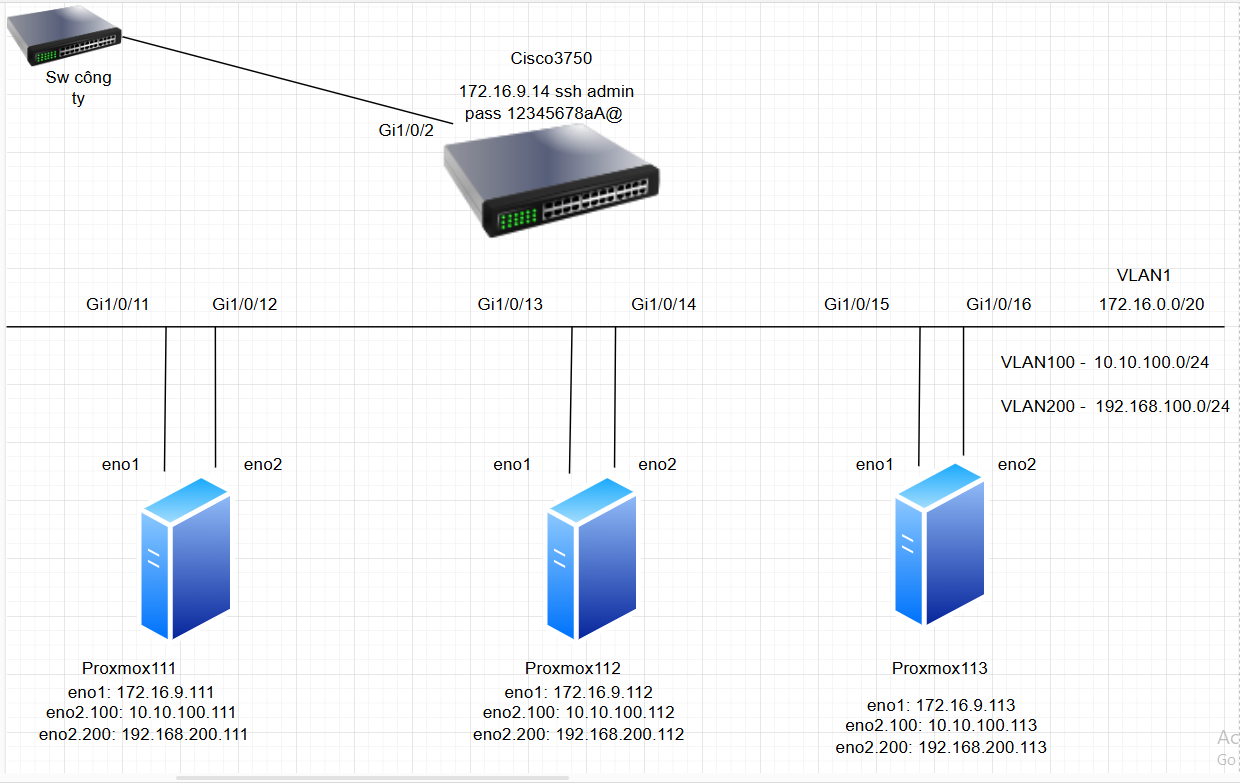 Sw công
ty
Cisco3750
172.16.9.14 ssh admin
pass 12345678aA@
Gi1/0/2
VLAN1
Gi1/0/11
Gi1/0/12
Gi1/0/13
Gi1/0/14
Gi1/0/15
Gi1/0/16
172.16.0.0/20
VLAN100 - 10.10.100.0/24
VLAN200 - 192.168.100.0/24
eno1
eno2
eno1
eno2
eno1
eno2
Proxmox111
eno1: 172.16.9.111
eno2.100: 10.10.100.111
eno2.200: 192.168.200.111
Proxmox112
eno1: 172.16.9.112
eno2.100: 10.10.100.112
eno2.200: 192.168.200.112
Proxmox113
eno1: 172.16.9.113
eno2.100: 10.10.100.113
eno2.200: 192.168.200.113